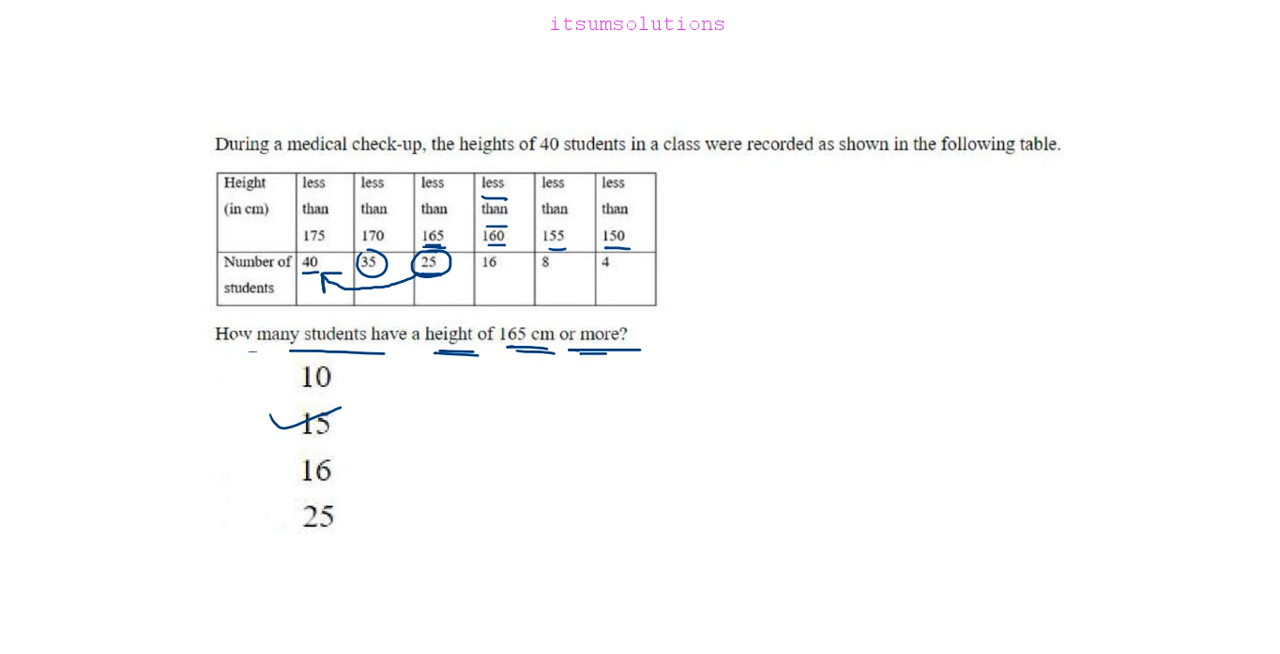 itsumsolutions
During a medical check-up, the heights of 40 students in a class were recorded as shown in the following table.
Height less less less less less less
(in cm) than than than than than than
175 170 165 160 155 150
Number of 40 35 25 16 8 4
students
How many students have a height of 165 cm or more?
10
15
16
25